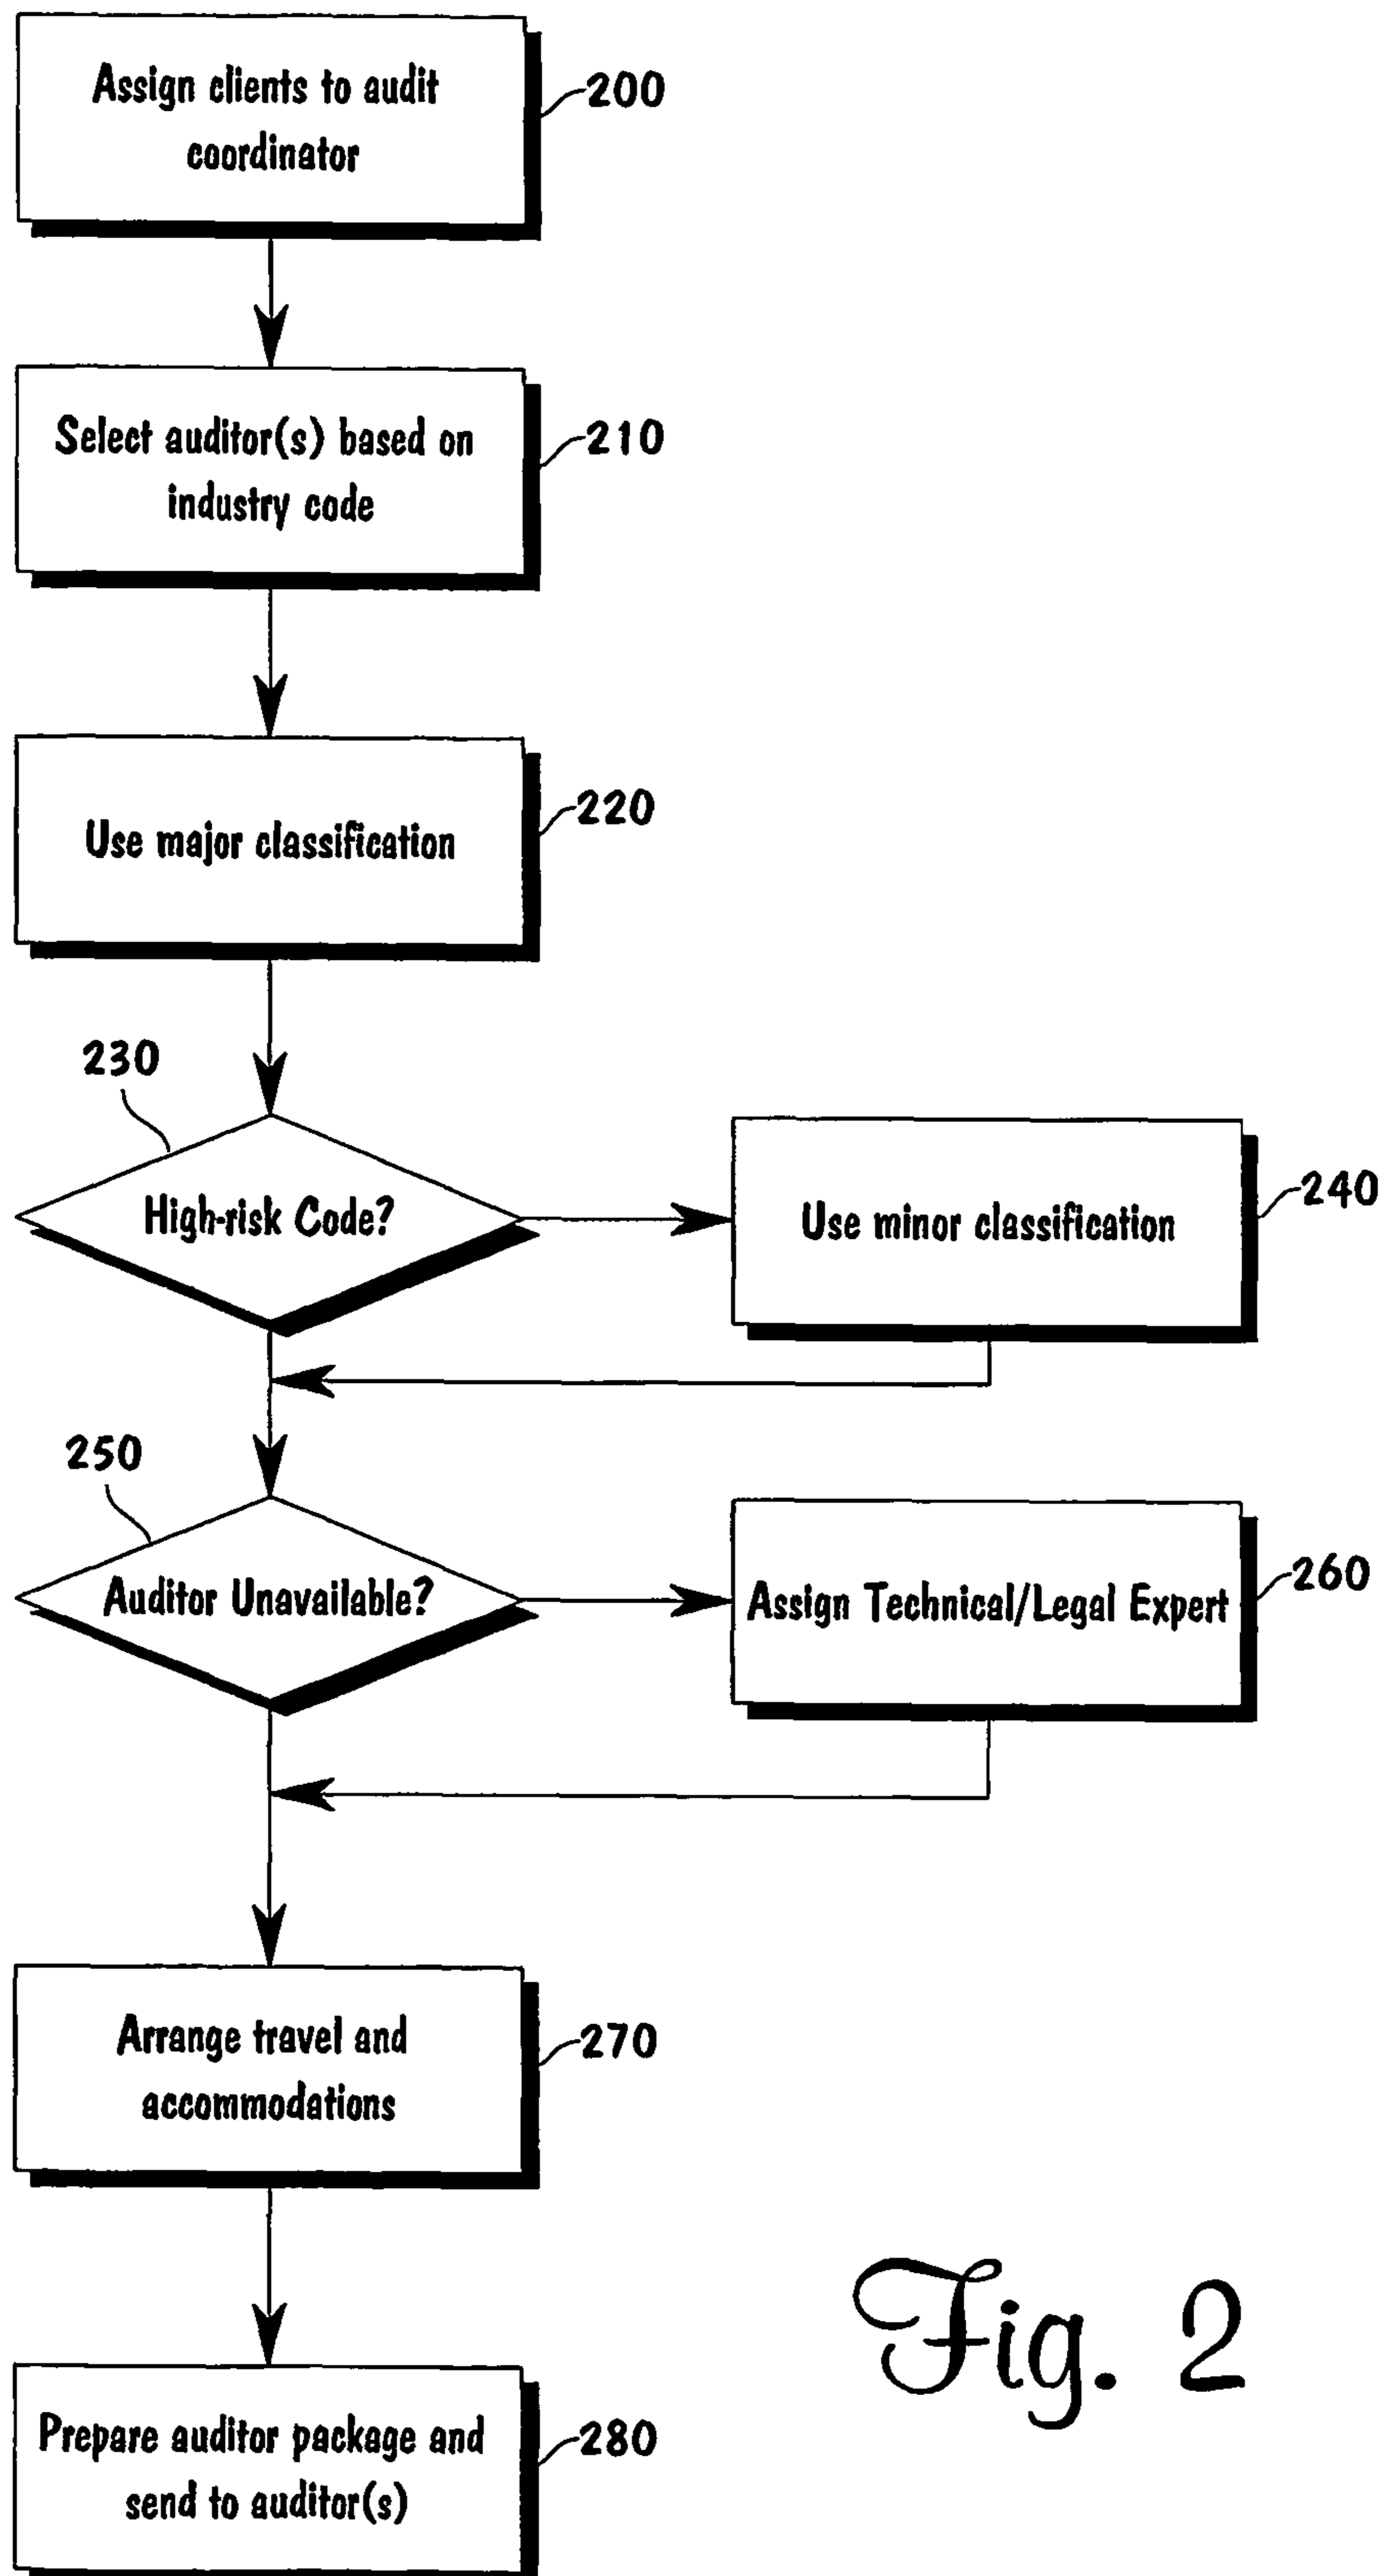 Assign clients to audit
coordinator
200
Select auditor(s) based on
industry code
210
Use major classification
220
230
High-risk Code?
Use minor classification
240
250
Auditor Unavailable?
Assign Technical/Legal Expert
260
Arrange travel and
accommodations
270
Prepare auditor package and
send to auditor(s)
280
Fig. 2